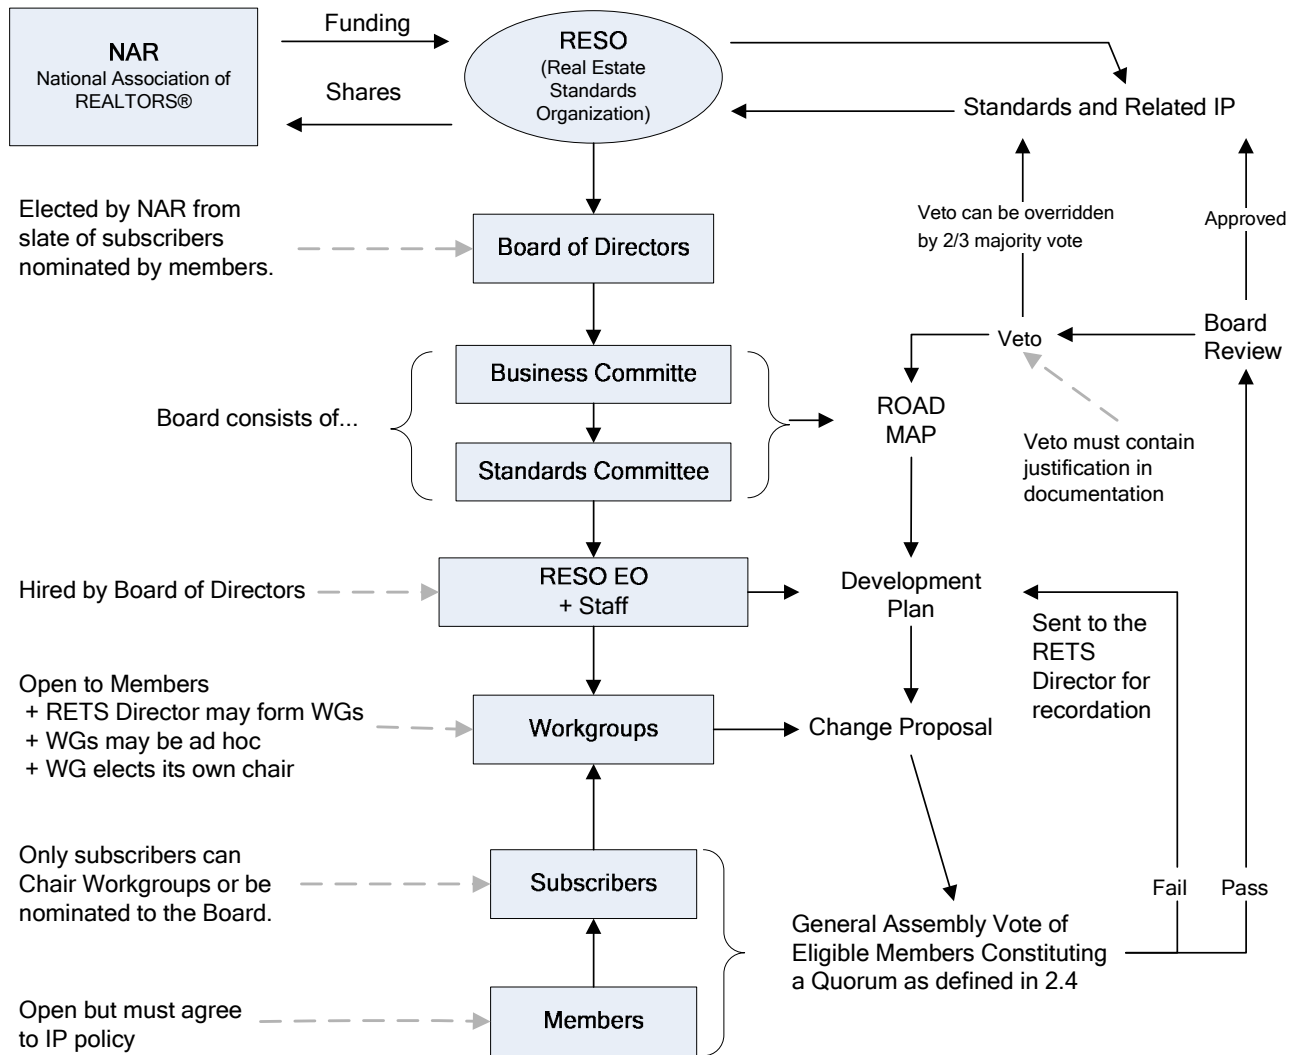 NAR
National Association of
REALTORS®
Funding
Shares
RESO
(Real Estate
Standards
Organization)
Standards and Related IP
Elected by NAR from
slate of subscribers
nominated by members.
Board of Directors
Veto can be overridden
by 2/3 majority vote
Approved
Board consists of...
Business Committe
Standards Committee
ROAD
MAP
Veto
Board
Review
Veto must contain
justification in
documentation
Hired by Board of Directors
RESO EO
+ Staff
Development
Plan
Sent to the
RETS
Director for
recordation
Open to Members
+ RETS Director may form WGs
+ WGs may be ad hoc
+ WG elects its own chair
Workgroups
Change Proposal
Only subscribers can
Chair Workgroups or be
nominated to the Board.
Subscribers
Fail
Pass
General Assembly Vote of
Eligible Members Constituting
a Quorum as defined in 2.4
Open but must agree
to IP policy
Members